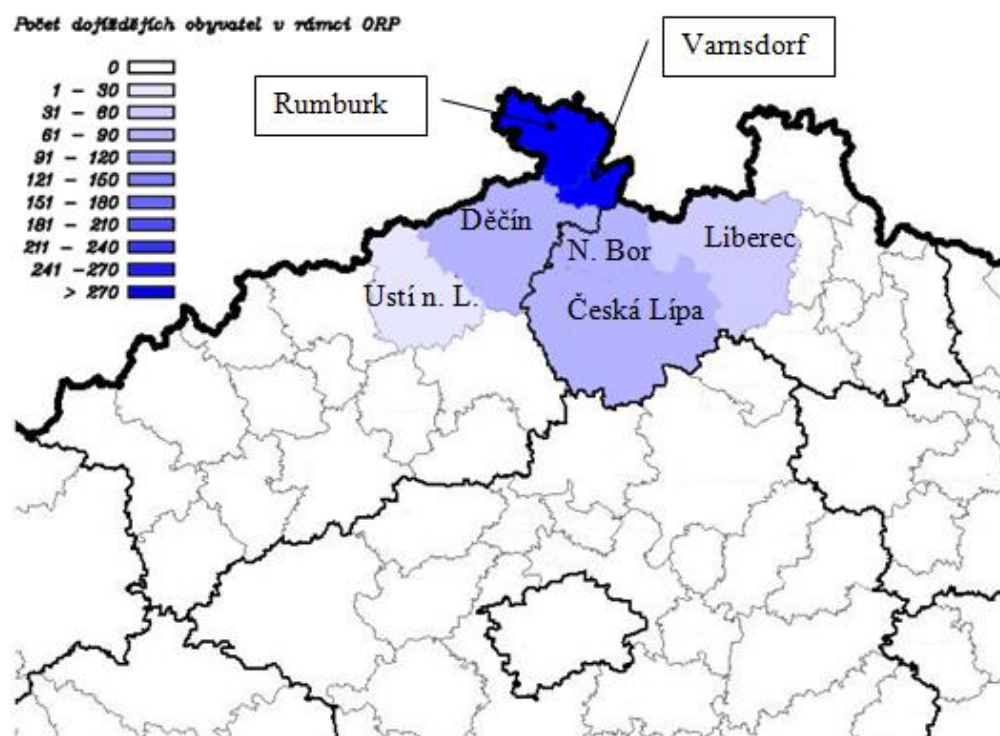 Počet dojíždějích obyvatel v rámci ORP
0
1 - 30
31 - 60
61 - 90
91 - 120
121 - 150
151 - 180
181 - 210
211 - 240
241 -270
> 270
Varnsdorf
Rumburk
Děčín
N. Bor
Liberec
Ústí n. L.
Česká Lípa